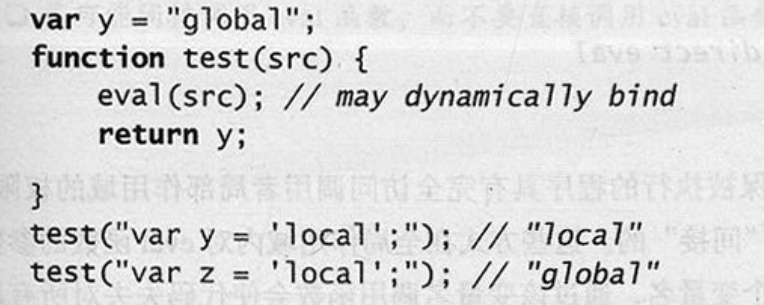 var y = "global";
function test(src) {
    eval(src); // may dynamically bind
    return y;
}
test("var y = 'local';"); // "local"
test("var z = 'local';"); // "global"